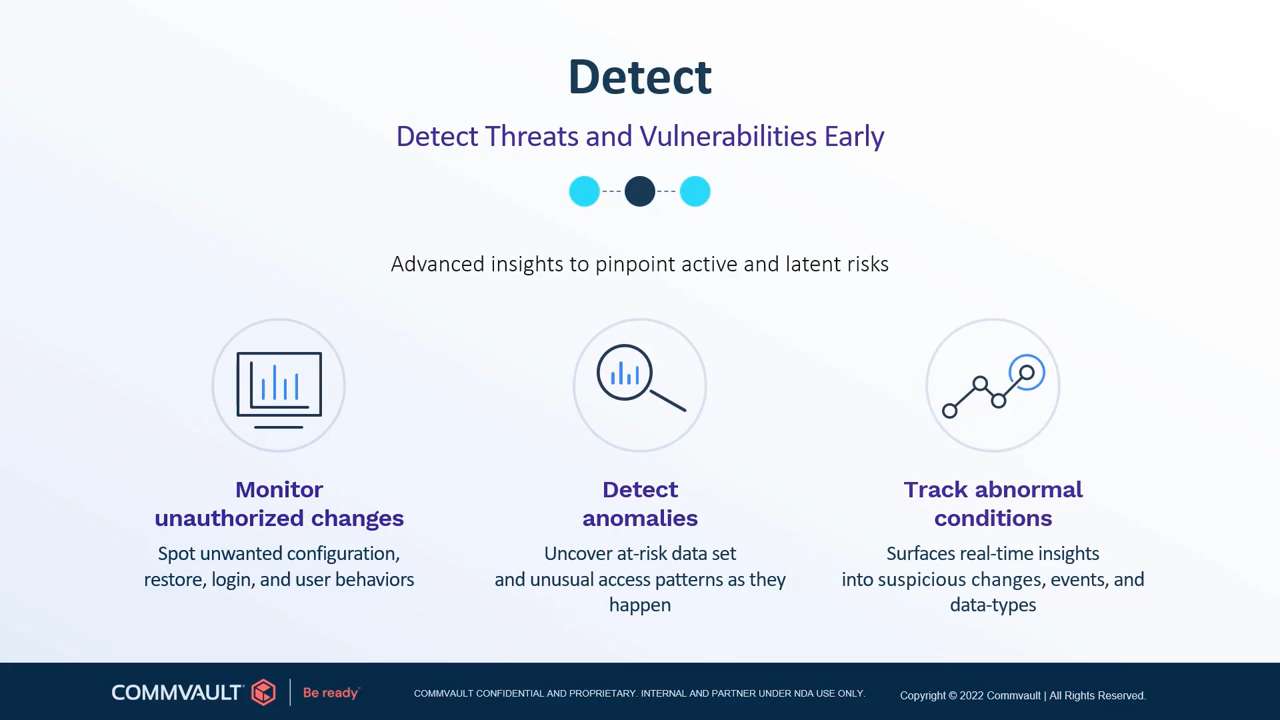 Detect
Detect Threats and Vulnerabilities Early
Advanced insights to pinpoint active and latent risks
Monitor
unauthorized changes
Spot unwanted configuration,
restore, login, and user behaviors
Detect
anomalies
Uncover at-risk data set
and unusual access patterns as they
happen
Track abnormal
conditions
Surfaces real-time insights
into suspicious changes, events, and
data-types
COMMVAULT Be ready
COMMVAULT CONFIDENTIAL AND PROPRIETARY. INTERNAL AND PARTNER UNDER NDA USE ONLY.
Copyright © 2022 Commvault | All Rights Reserved.